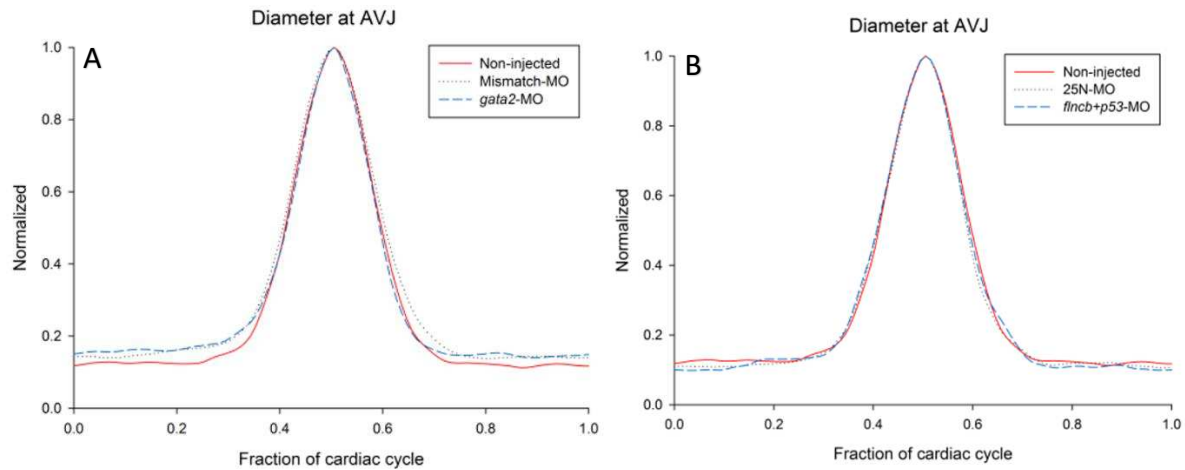 Diameter at AVJ
A
Non-injected
Mismatch-MO
gata2-MO
1.0
0.8
0.6
0.4
0.2
0.0
Normalized
0.0 0.2 0.4 0.6 0.8 1.0
Fraction of cardiac cycle
Diameter at AVJ
B
Non-injected
25N-MO
flncb+p53-MO
1.0
0.8
0.6
0.4
0.2
0.0
Normalized
0.0 0.2 0.4 0.6 0.8 1.0
Fraction of cardiac cycle